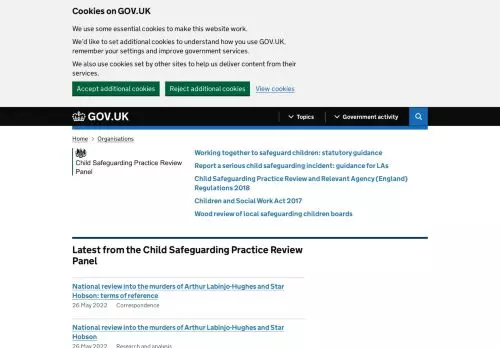 Cookies on GOV.UK
We use some essential cookies to make this website work.
We'd like to set additional cookies to understand how you use GOV.UK,
remember your settings and improve government services.
We also use cookies set by other sites to help us deliver content from their
services.
Accept additional cookies Reject additional cookies View cookies
GOV.UK Topics Government activity
Home Organisations
Child Safeguarding Practice Review
Panel
Working together to safeguard children: statutory guidance
Report a serious child safeguarding incident: guidance for LAs
Child Safeguarding Practice Review and Relevant Agency (England)
Regulations 2018
Children and Social Work Act 2017
Wood review of local safeguarding children boards
Latest from the Child Safeguarding Practice Review
Panel
National review into the murders of Arthur Labinjo-Hughes and Star
Hobson: terms of reference
26 May 2022 Correspondence
National review into the murders of Arthur Labinjo-Hughes and Star
Hobson
26 May 2022 Research and analysis